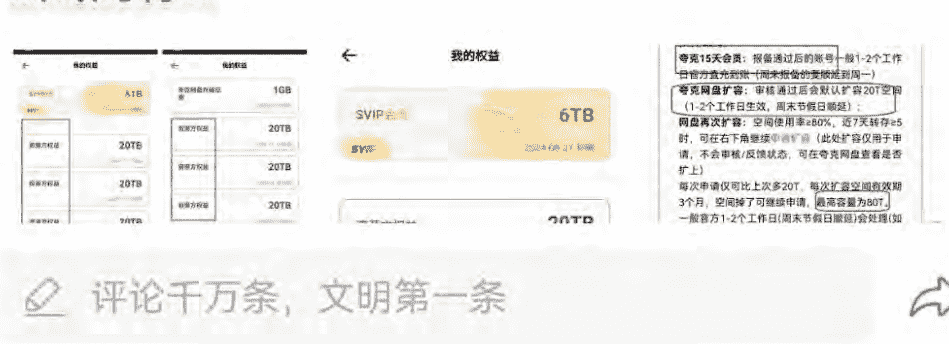 我的权益
6TB
20TB
20TB
20TB
我的权益
1GB
20TB
20TB
20TB
我的权益
SVIP会员
6TB
SVIP
20TB
夸克15天会员：报备通过后的账号一般1-2个工作
日官方直充到账（周末报备的要顺延到周一）
夸克网盘扩容：审核通过后会默认扩容20T空间
（1-2个工作日生效，周末节假日顺延）；
网盘再次扩容：空间使用率≥80%，近7天转存≥5
时，可在右下角继续申请扩容（此处扩容仅用于申
请，不会审核/反馈状态，可在夸克网盘查看是否
扩上）
每次申请仅可比上次多20T，每次扩容空间有效期
3个月，空间掉了可继续申请，最高容量为80T。
一般官方1-2个工作日(周末节假日顺延)会处理(如
评论千万条，文明第一条